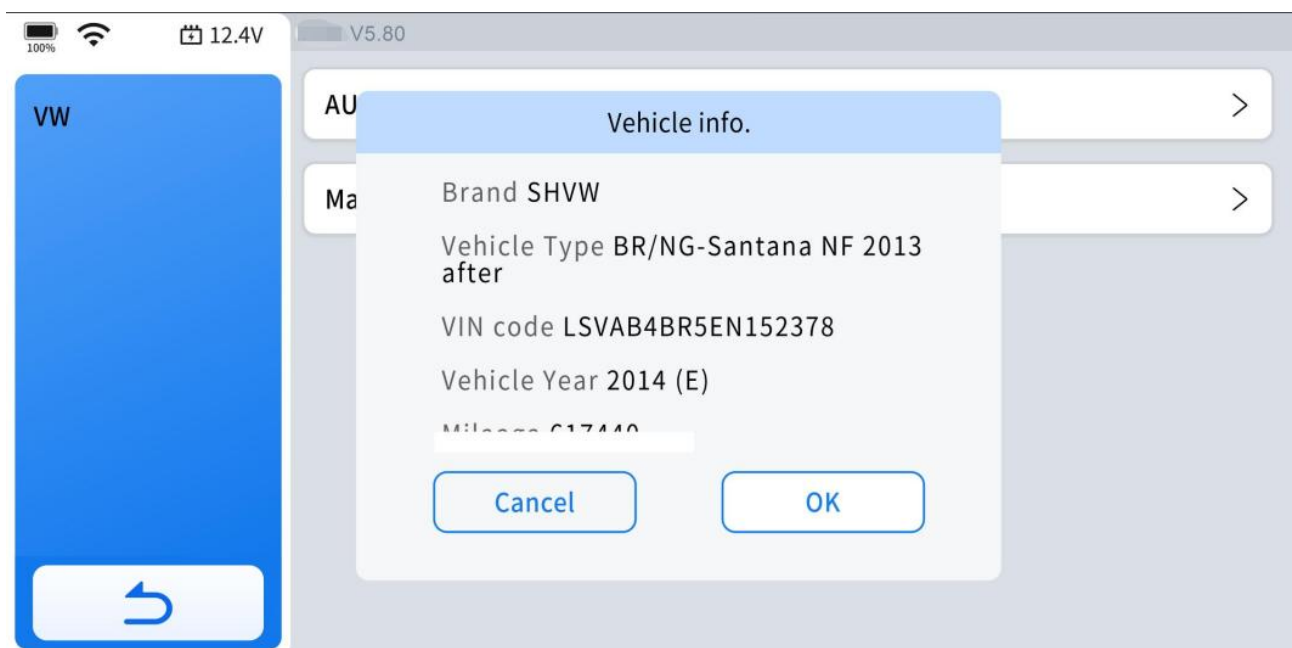 100%
12.4V
V5.80
VW
AU
Vehicle info.
Ma
Brand SHVW
Vehicle Type BR/NG-Santana NF 2013
after
VIN code LSVAB4BR5EN152378
Vehicle Year 2014 (E)
Mileage
Cancel
OK